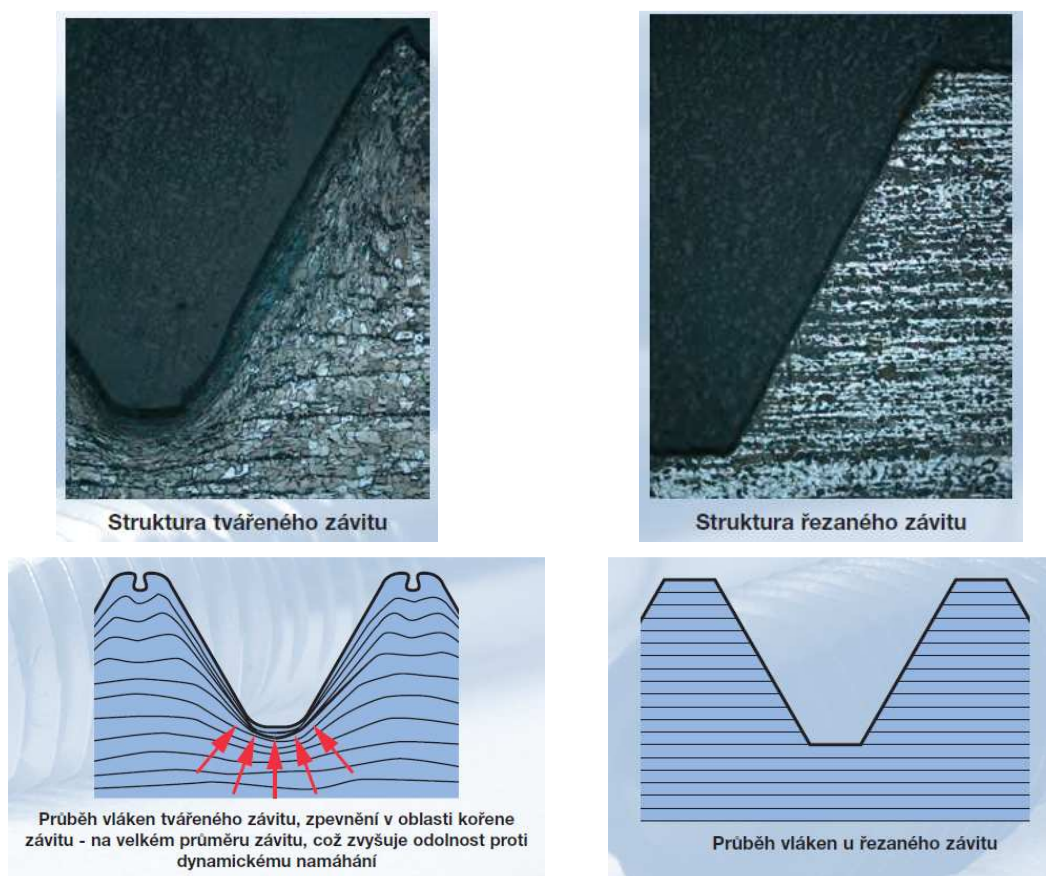 Struktura tvářeného závitu
Struktura řezaného závitu
Průběh vláken tvářeného závitu, zpevnění v oblasti kořene
závitu - na velkém průměru závitu, což zvyšuje odolnost proti
dynamickému namáhání
Průběh vláken u řezaného závitu